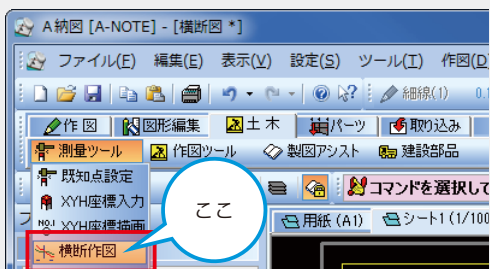 A納図 [A-NOTE] - [横断図 *]
ファイル(F) 編集(E) 表示(V) 設定(S) ツール(T) 作図(D
細線(1) 0.1
作 図 図形編集 土 木 パーツ 取り込み
測量ツール 作図ツール 製図アシスト 建設部品
既知点設定
コマンドを選択して
XYH座標入力
ここ
XYH座標描画
用紙 (A1) シート1 (1/100
横断作図